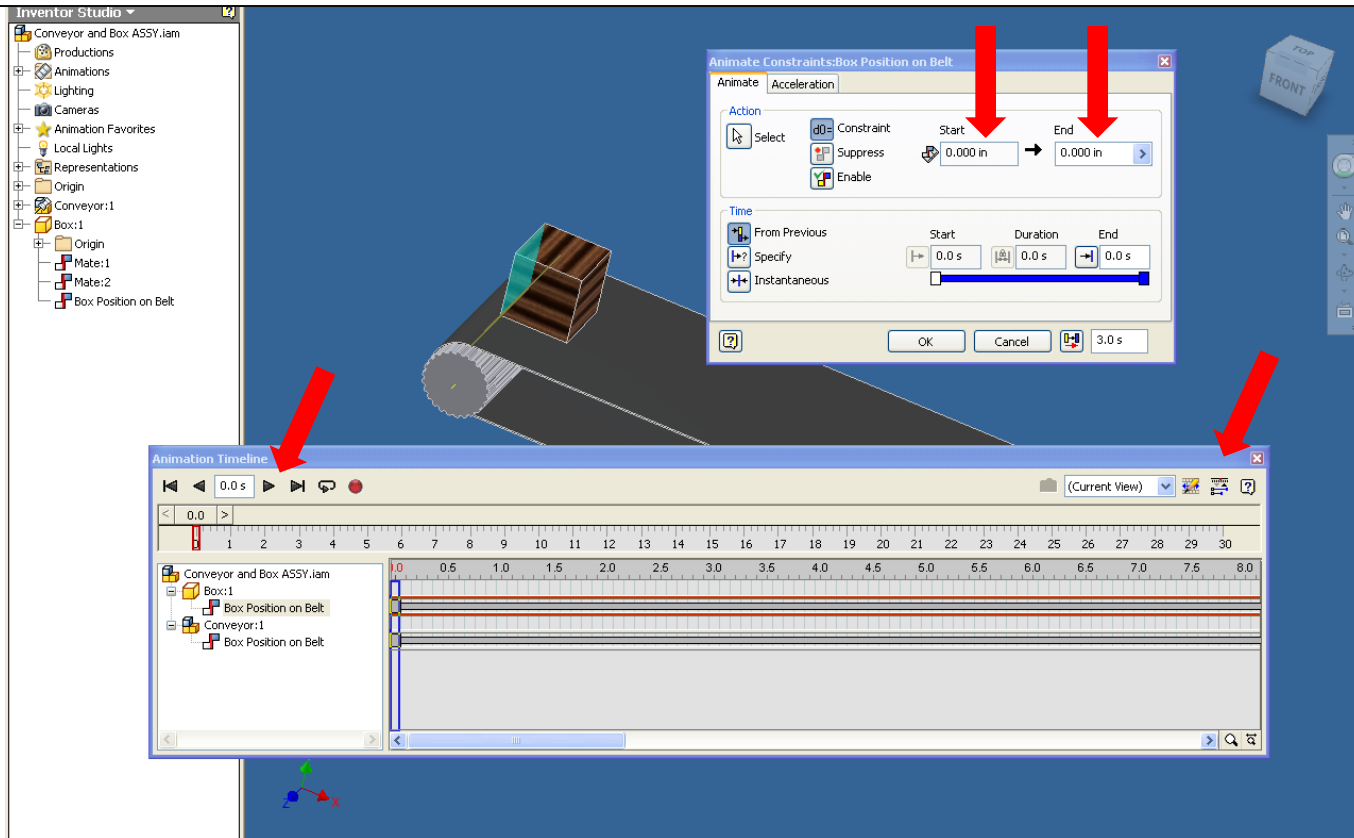 Inventor Studio
Conveyor and Box ASSY.iam
Productions
Animations
Lighting
Cameras
Animation Favorites
Local Lights
Representations
Origin
Conveyor:1
Box:1
Origin
Mate:1
Mate:2
Box Position on Belt
Animate Constraints:Box Position on Belt
Animate Acceleration
Action
Select
d0= Constraint
Suppress
Enable
Start End
0.000 in 0.000 in >
Time
From Previous
Specify
Instantaneous
Start Duration End
0.0 s 0.0 s 0.0 s
? OK Cancel 3.0 s
TOP
FRONT
Animation Timeline
0.0 s (Current View) ?
< 0.0 >
1 2 3 4 5 6 7 8 9 10 11 12 13 14 15 16 17 18 19 20 21 22 23 24 25 26 27 28 29 30
0.5 1.0 1.5 2.0 2.5 3.0 3.5 4.0 4.5 5.0 5.5 6.0 6.5 7.0 7.5 8.0
Conveyor and Box ASSY.iam
Box:1
Box Position on Belt
Conveyor:1
Box Position on Belt
Z X